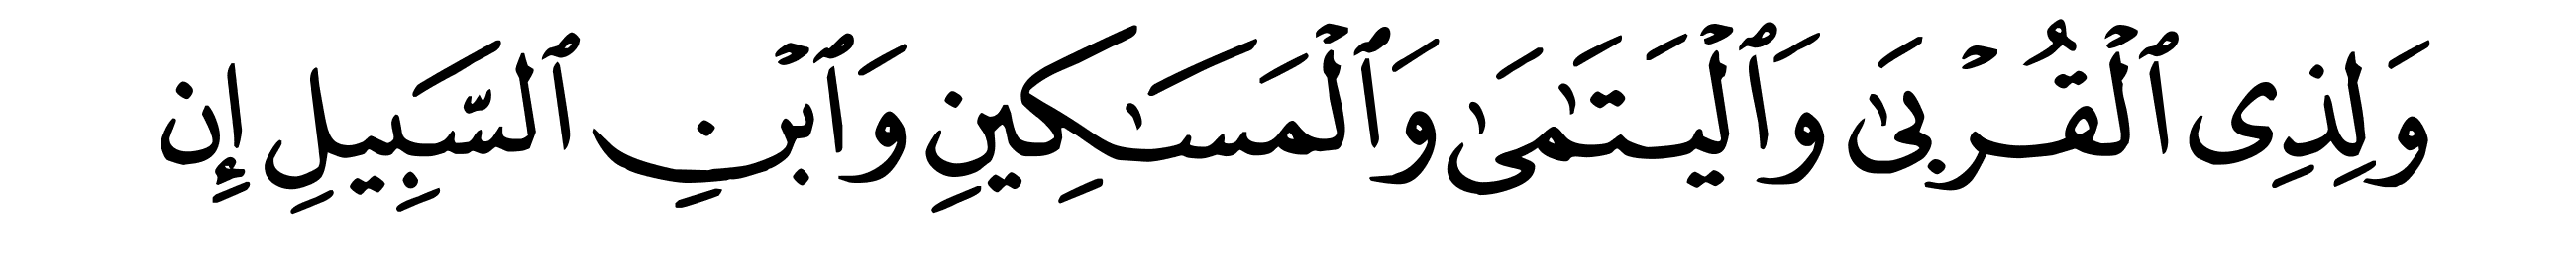 وَلِذِى ٱلْقُرْبَىٰ وَٱلْيَتَـٰمَىٰ وَٱلْمَسَـٰكِينِ وَٱبْنِ ٱلسَّبِيلِ إِن